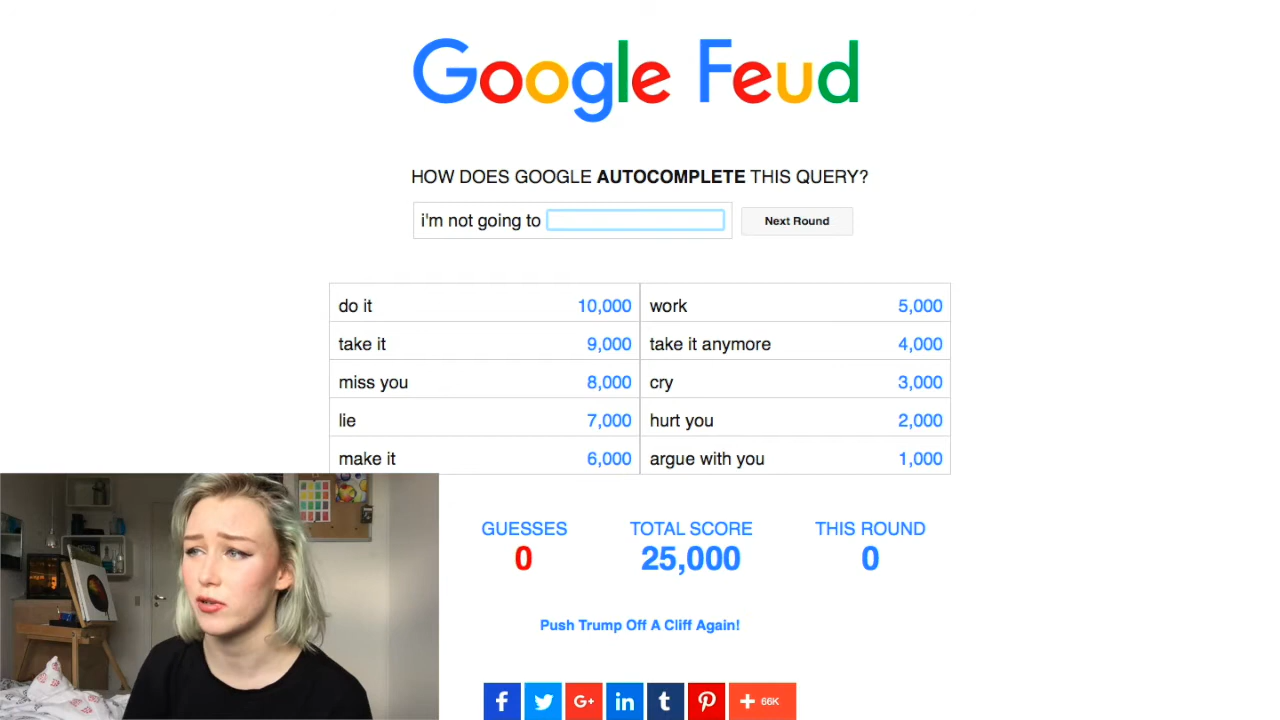 Google Feud
HOW DOES GOOGLE AUTOCOMPLETE THIS QUERY?
i'm not going to
Next Round
do it 10,000 work 5,000
take it 9,000 take it anymore 4,000
miss you 8,000 cry 3,000
lie 7,000 hurt you 2,000
make it 6,000 argue with you 1,000
GUESSES TOTAL SCORE THIS ROUND
0 25,000 0
Push Trump Off A Cliff Again!
f G+ in t + 66K